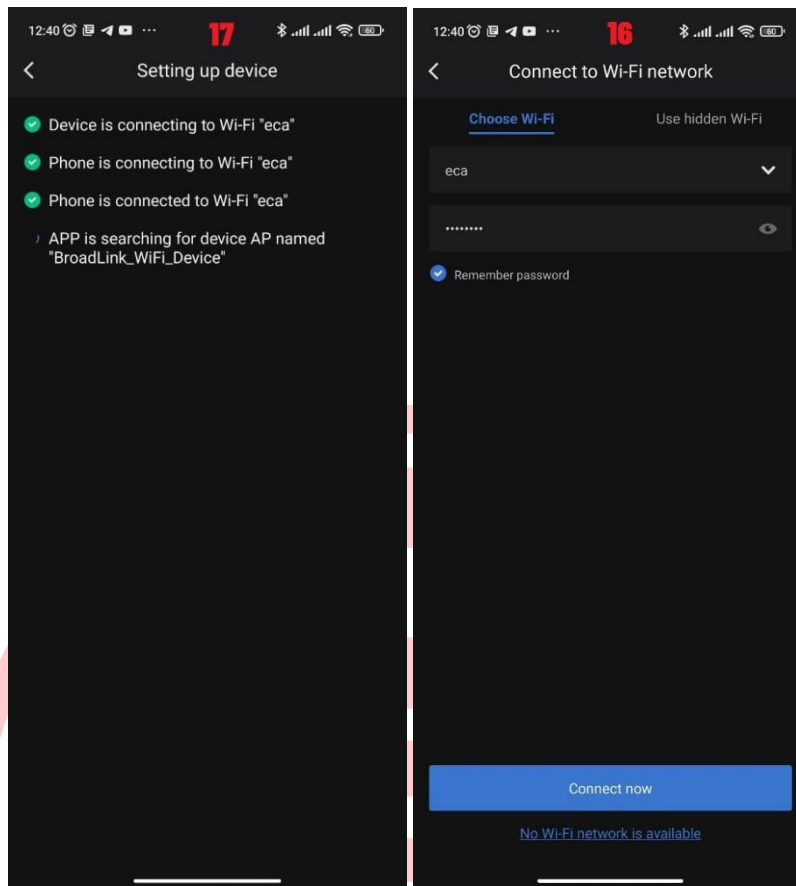 12:40
17
60
Setting up device
Device is connecting to Wi-Fi "eca"
Phone is connecting to Wi-Fi "eca"
Phone is connected to Wi-Fi "eca"
APP is searching for device AP named
"BroadLink_WiFi_Device"
12:40
16
60
Connect to Wi-Fi network
Choose Wi-Fi
Use hidden Wi-Fi
eca
••••••••
Remember password
Connect now
No Wi-Fi network is available